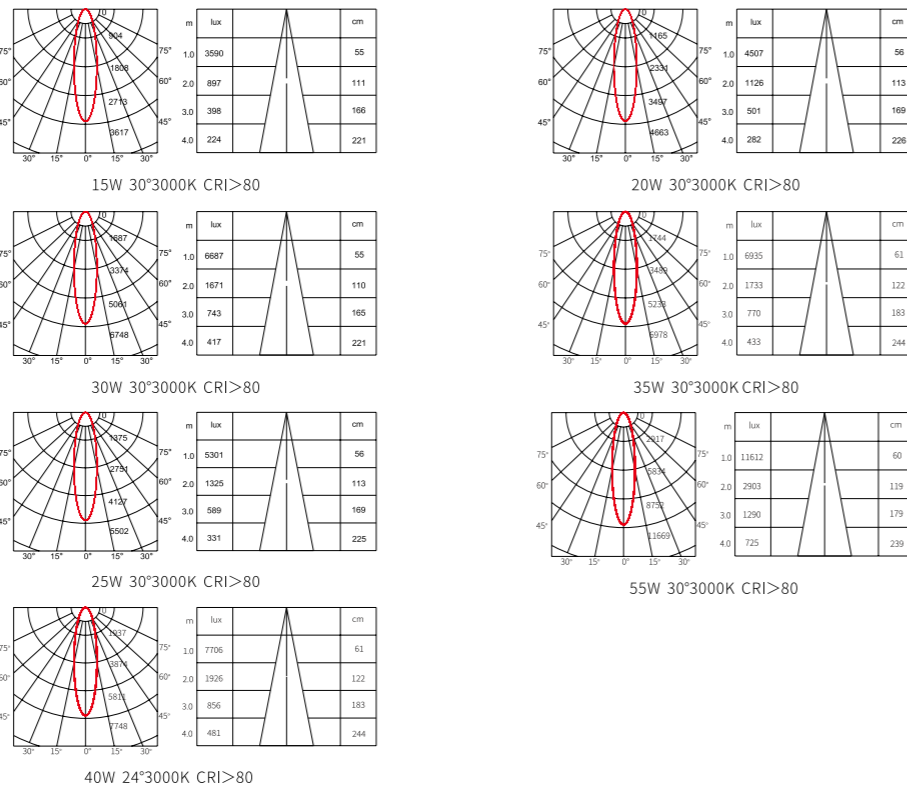 0
904
1808
2713
3617
75°
60°
45°
30° 15° 0° 15° 30°
75°
60°
45°
m lux cm
1.0 3590 55
2.0 897 111
3.0 398 166
4.0 224 221
15W 30°3000K CRI>80
0
1165
2331
3497
4663
75°
60°
45°
30° 15° 0° 15° 30°
75°
60°
45°
m lux cm
1.0 4507 56
2.0 1126 113
3.0 501 169
4.0 282 226
20W 30°3000K CRI>80
0
1687
3374
5061
6748
75°
60°
45°
30° 15° 0° 15° 30°
75°
60°
45°
m lux cm
1.0 6687 55
2.0 1671 110
3.0 743 165
4.0 417 221
30W 30°3000K CRI>80
0
1744
3489
5233
6978
75°
60°
45°
30° 15° 0° 15° 30°
75°
60°
45°
m lux cm
1.0 6935 61
2.0 1733 122
3.0 770 183
4.0 433 244
35W 30°3000K CRI>80
0
1375
2751
4127
5502
75°
60°
45°
30° 15° 0° 15° 30°
75°
60°
45°
m lux cm
1.0 5301 56
2.0 1325 113
3.0 589 169
4.0 331 225
25W 30°3000K CRI>80
0
2917
5834
8752
11669
75°
60°
45°
30° 15° 0° 15° 30°
75°
60°
45°
m lux cm
1.0 11612 60
2.0 2903 119
3.0 1290 179
4.0 725 239
55W 30°3000K CRI>80
0
1937
3874
5811
7748
75°
60°
45°
30° 15° 0° 15° 30°
75°
60°
45°
m lux cm
1.0 7706 61
2.0 1926 122
3.0 856 183
4.0 481 244
40W 24°3000K CRI>80